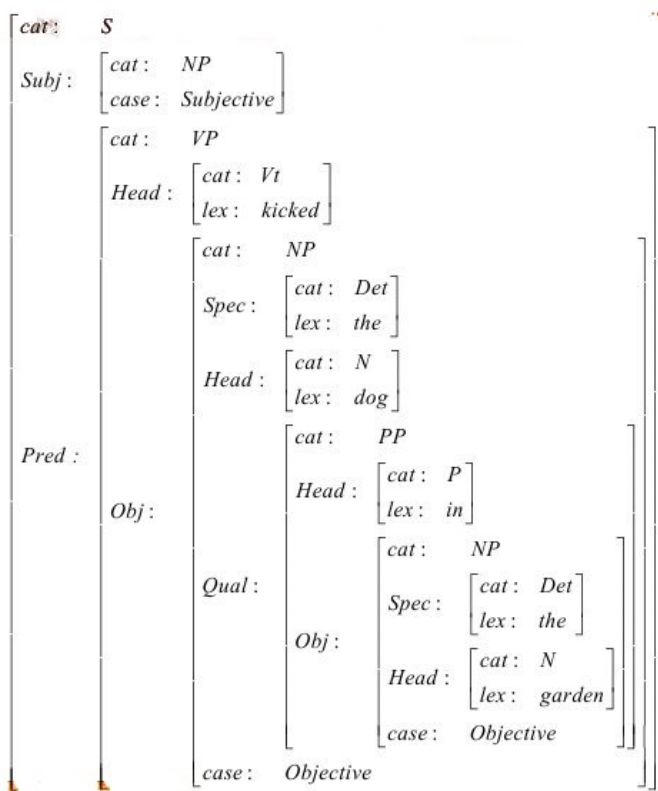 cat : S
Subj : cat : NP
case : Subjective
cat : VP
Head : cat : Vt
lex : kicked
cat : NP
Spec : cat : Det
lex : the
Head : cat : N
lex : dog
Pred :
Obj :
cat : PP
Head : cat : P
lex : in
Qual :
cat : NP
Spec : cat : Det
lex : the
Obj :
Head : cat : N
lex : garden
case : Objective
case : Objective